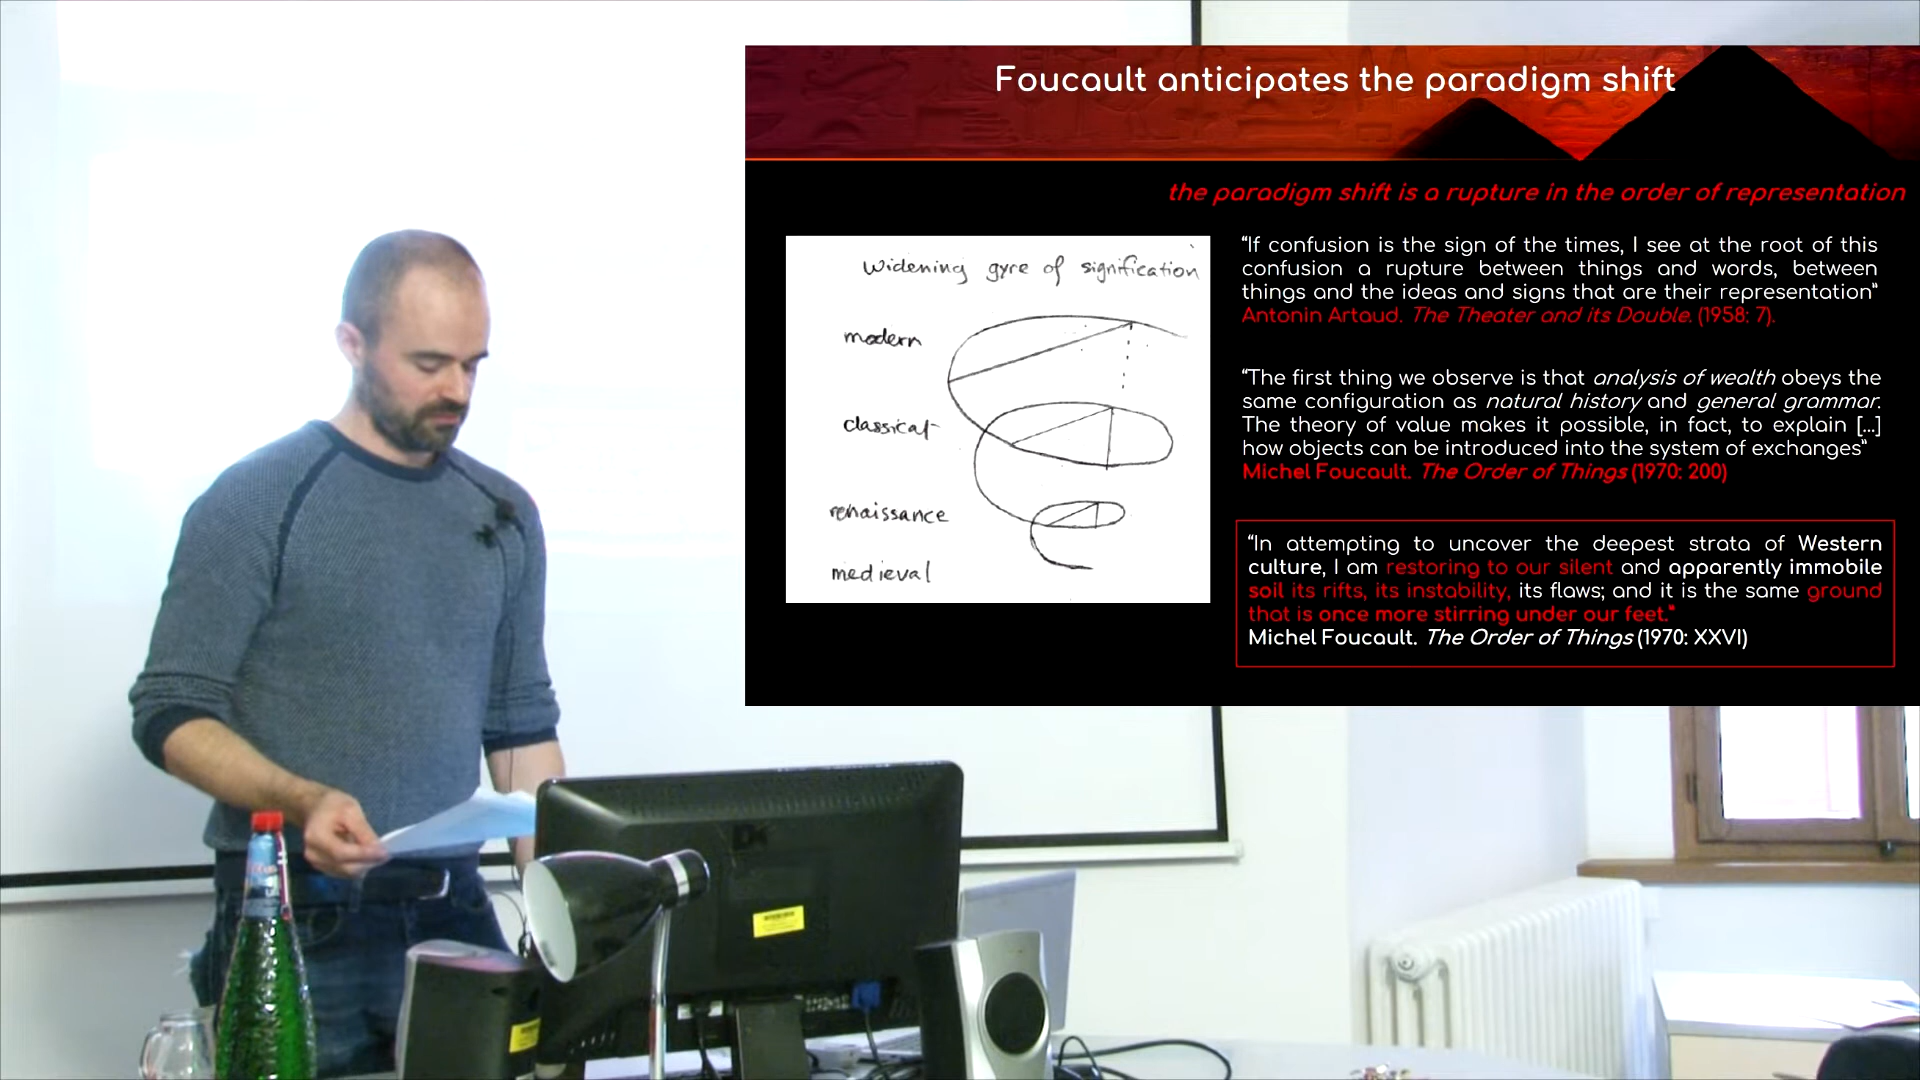 Foucault anticipates the paradigm shift
the paradigm shift is a rupture in the order of representation
Widening gyre of signification
modern
classical
renaissance
medieval
“If confusion is the sign of the times, I see at the root of this
confusion a rupture between things and words, between
things and the ideas and signs that are their representation”
Antonin Artaud. The Theater and its Double. (1958: 7).
“The first thing we observe is that analysis of wealth obeys the
same configuration as natural history and general grammar.
The theory of value makes it possible, in fact, to explain [...]
how objects can be introduced into the system of exchanges”
Michel Foucault. The Order of Things (1970: 200)
“In attempting to uncover the deepest strata of Western
culture, I am restoring to our silent and apparently immobile
soil its rifts, its instability, its flaws; and it is the same ground
that is once more stirring under our feet.”
Michel Foucault. The Order of Things (1970: XXVI)